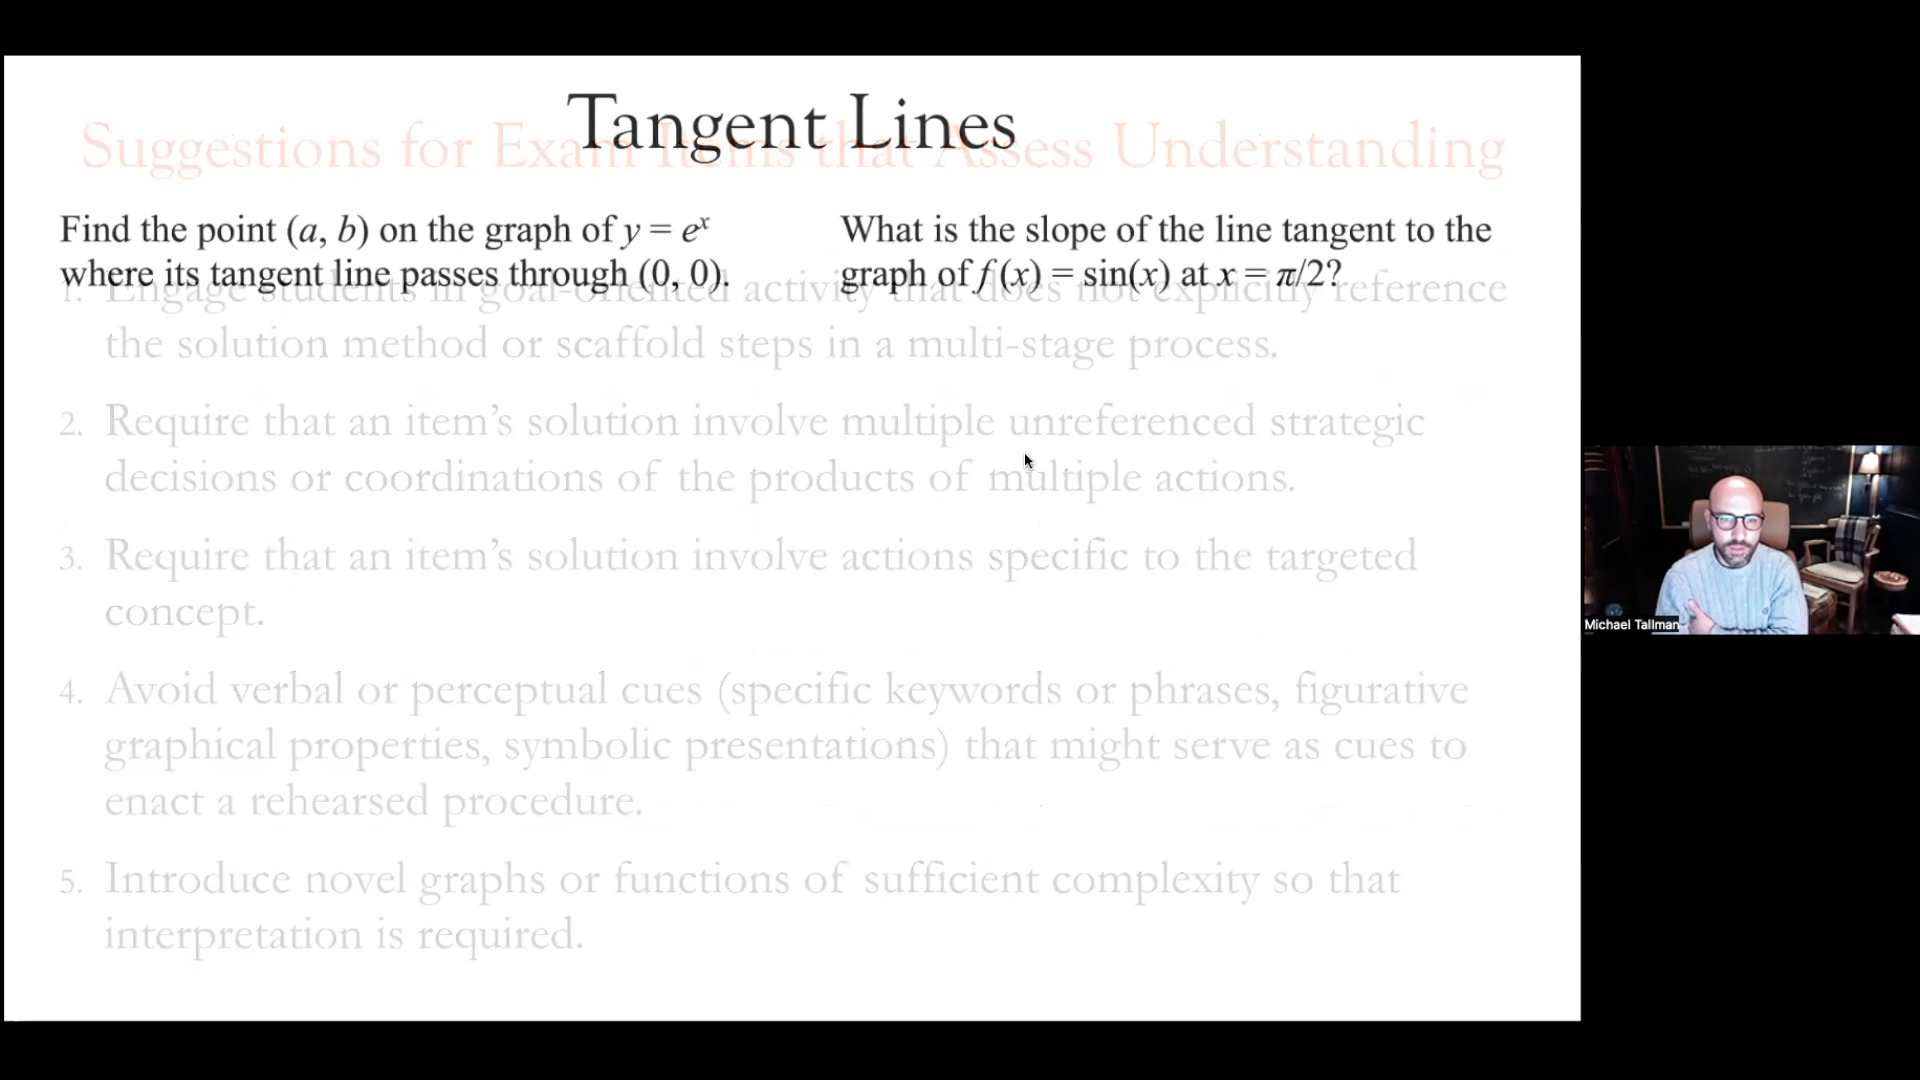 Tangent Lines
Suggestions for Exam Items that Assess Understanding
Find the point (a, b) on the graph of y = eˣ
where its tangent line passes through (0, 0).
What is the slope of the line tangent to the
graph of f (x) = sin(x) at x = π/2?
1. Engage students in goal-oriented activity that does not explicitly reference
the solution method or scaffold steps in a multi-stage process.
2. Require that an item’s solution involve multiple unreferenced strategic
decisions or coordinations of the products of multiple actions.
3. Require that an item’s solution involve actions specific to the targeted
concept.
4. Avoid verbal or perceptual cues (specific keywords or phrases, figurative
graphical properties, symbolic presentations) that might serve as cues to
enact a rehearsed procedure.
5. Introduce novel graphs or functions of sufficient complexity so that
interpretation is required.
Michael Tallman